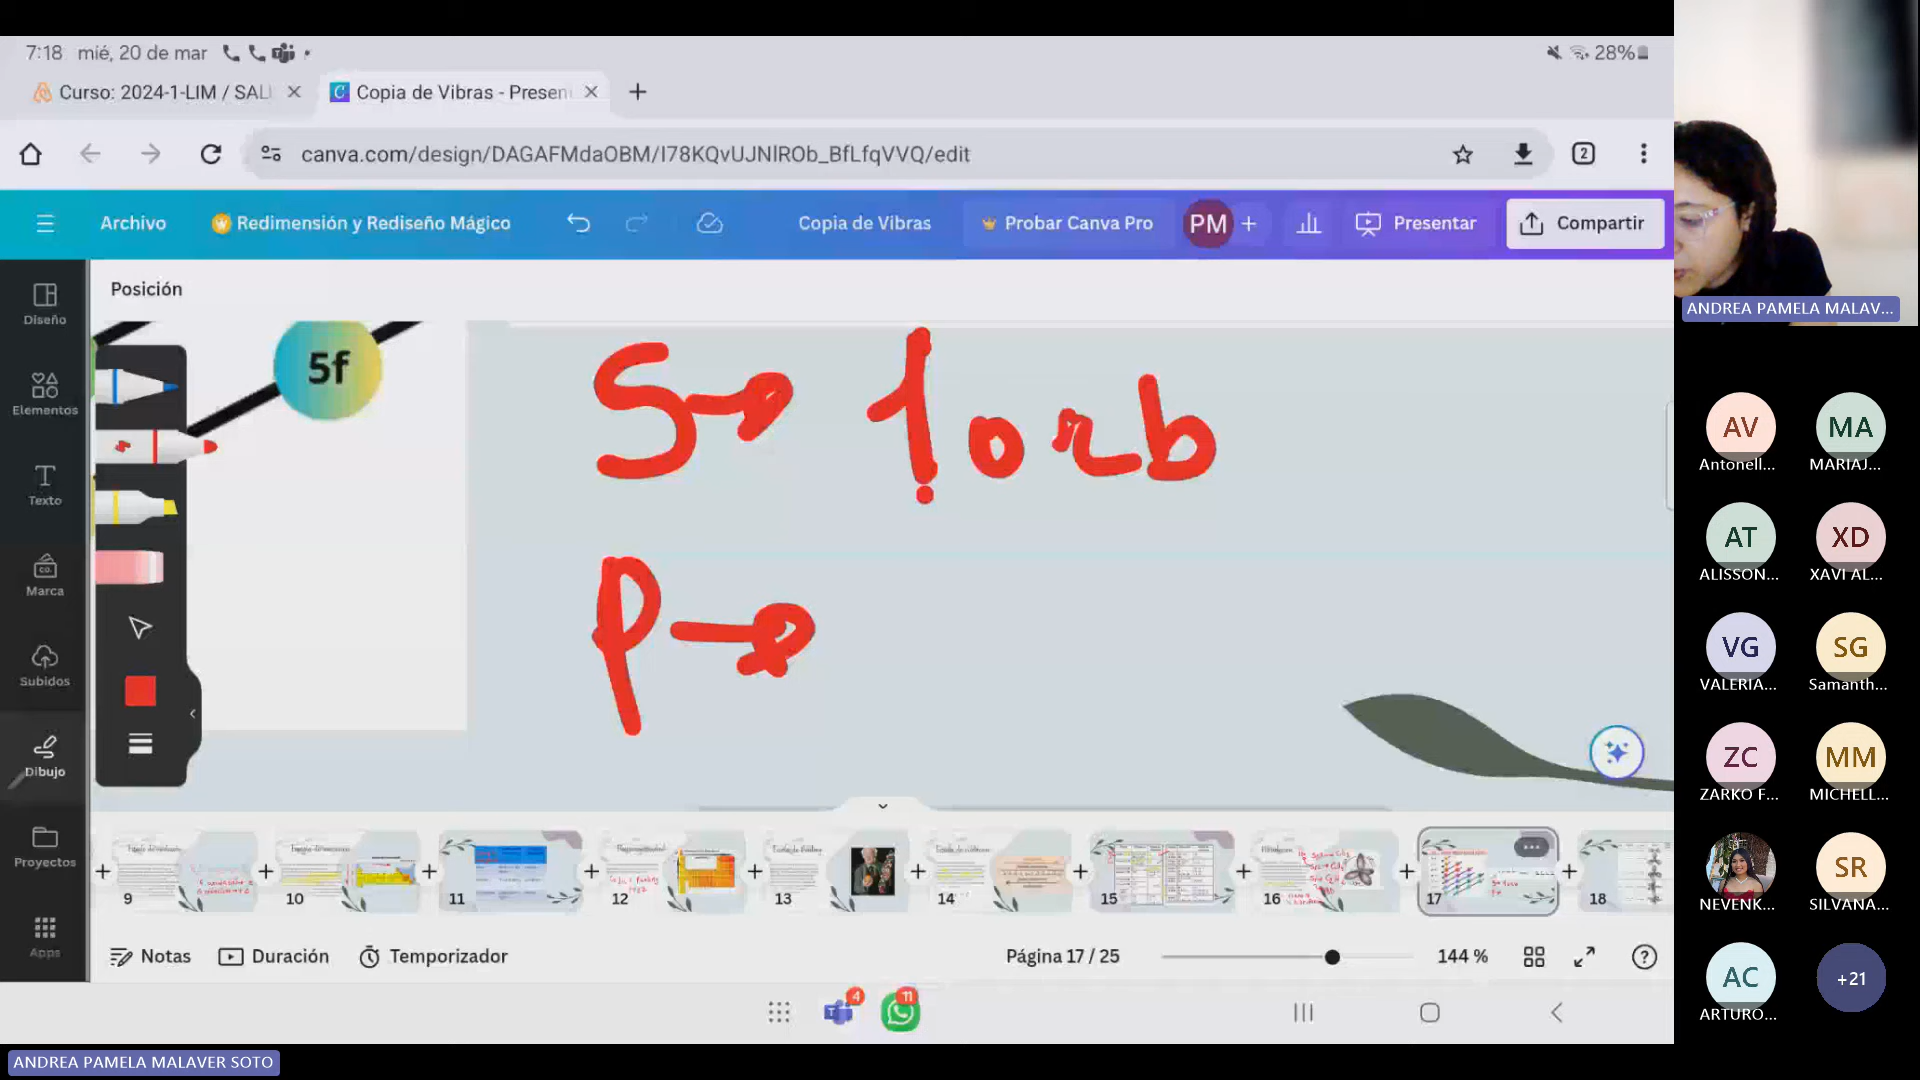 7:18 mié, 20 de mar
28%
Curso: 2024-1-LIM / SAL
Copia de Vibras - Presen
canva.com/design/DAGAFMdaOBM/I78KQvUJNlROb_BfLfqVVQ/edit
2
Archivo
Redimensión y Rediseño Mágico
Copia de Vibras
Probar Canva Pro
PM
Presentar
Compartir
ANDREA PAMELA MALAV...
Posición
Diseño
Elementos
Texto
Marca
Subidos
Dibujo
Proyectos
Apps
5f
S→ 1 orb
P→
AV
Antonell...
MA
MARIAJ...
AT
ALISSON...
XD
XAVI AL...
VG
VALERIA...
SG
Samanth...
ZC
ZARKO F...
MM
MICHELL...
NEVENK...
SR
SILVANA...
AC
ARTURO...
+21
9
10
11
12
13
14
15
16
17
18
Notas
Duración
Temporizador
Página 17 / 25
144 %
4
11
ANDREA PAMELA MALAVER SOTO